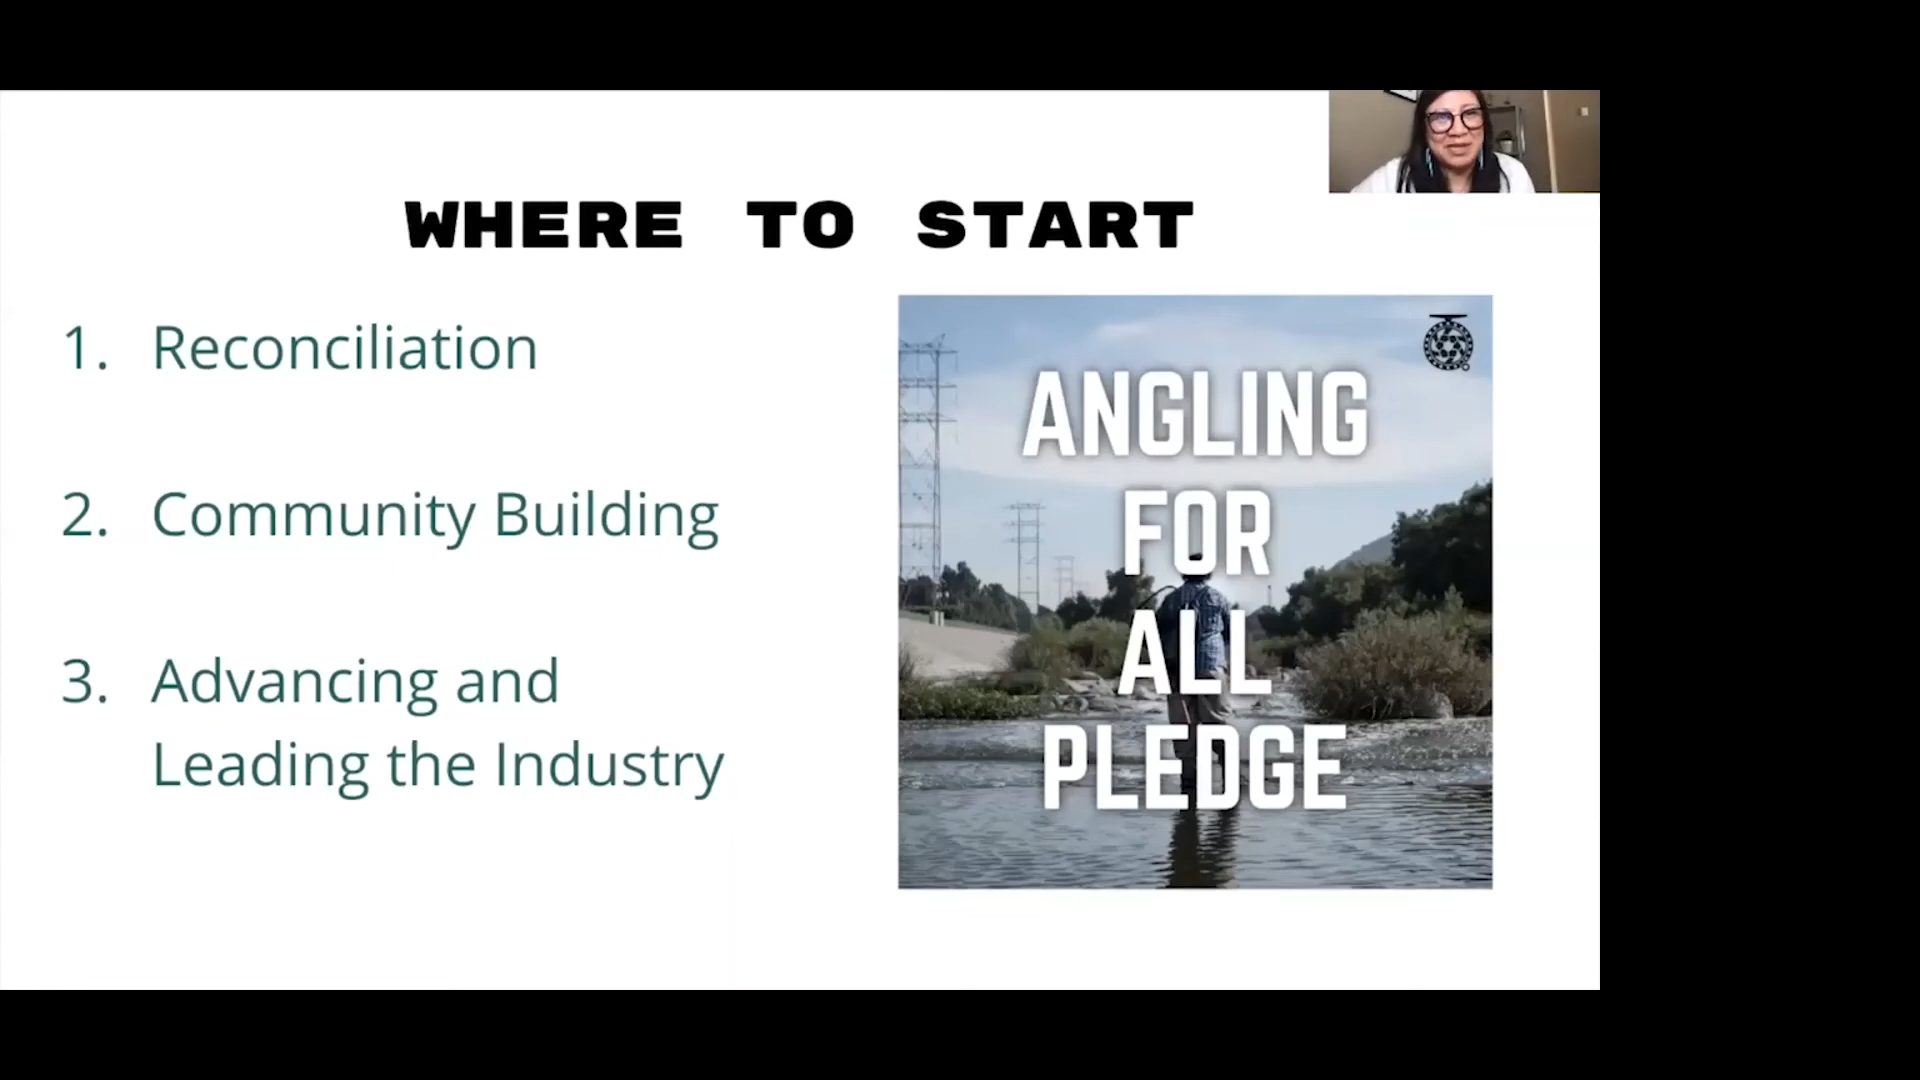 WHERE TO START
1. Reconciliation
2. Community Building
3. Advancing and
Leading the Industry
ANGLING
FOR
ALL
PLEDGE